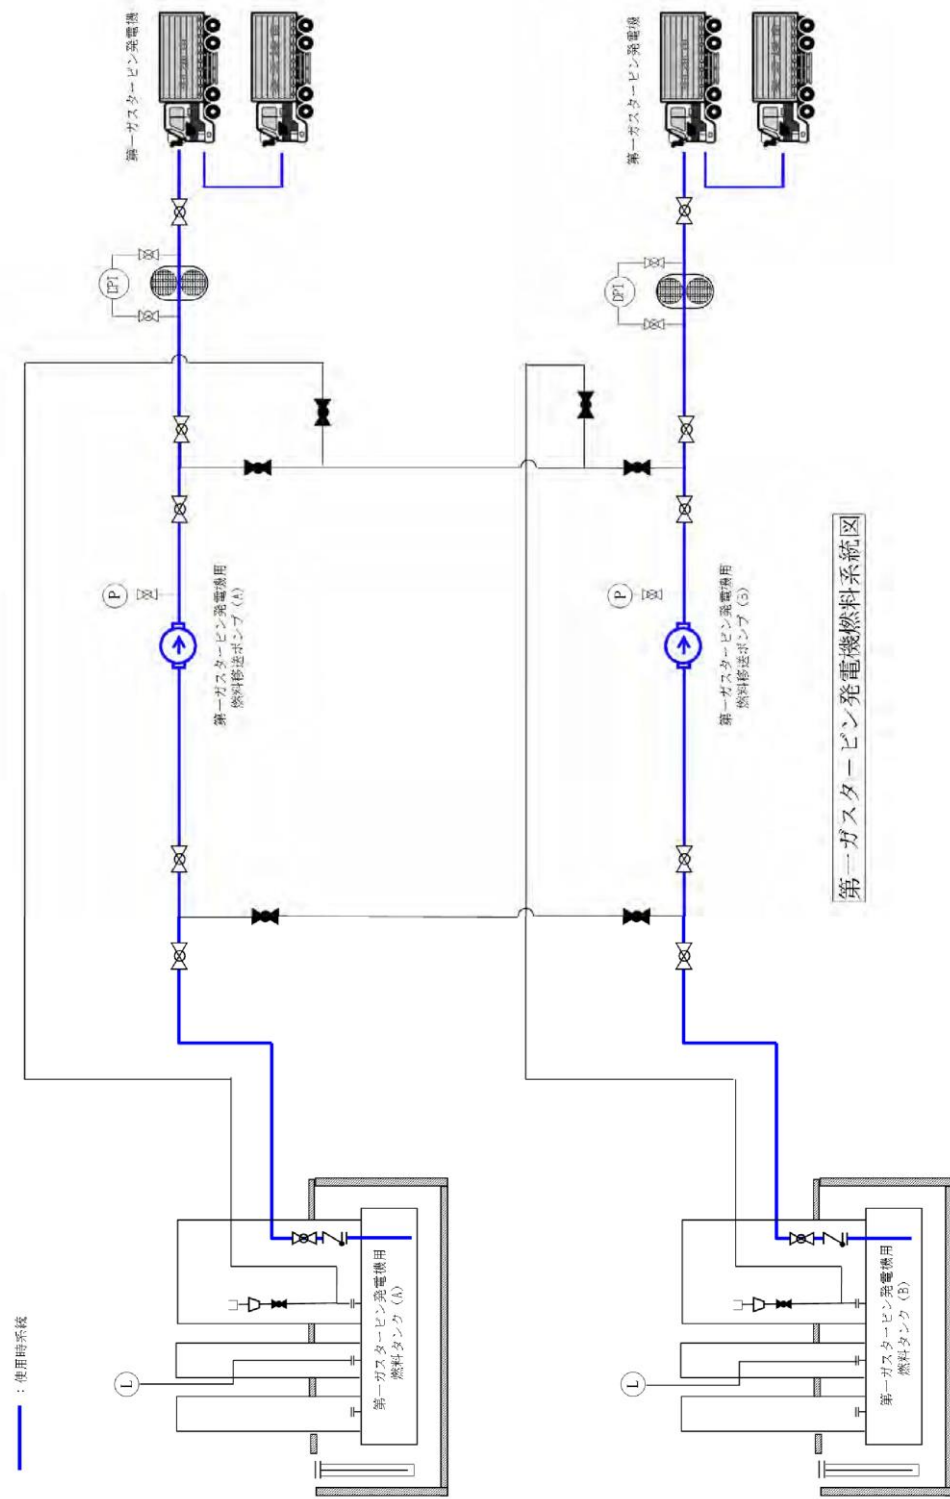 第一ガスタービン発電機
第一ガスタービン発電機
DPI
DPI
P
P
第一ガスタービン発電機用
燃料移送ポンプ(A)
第一ガスタービン発電機用
燃料移送ポンプ(B)
第一ガスタービン発電機燃料系統図
L
第一ガスタービン発電機用
燃料タンク(A)
L
第一ガスタービン発電機用
燃料タンク(B)
:使用時系統